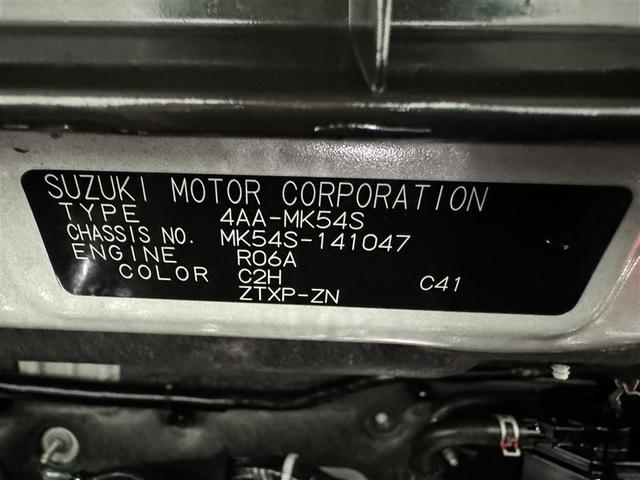 SUZUKI MOTOR CORPORATION
TYPE 4AA-MK54S
CHASSIS NO. MK54S-141047
ENGINE R06A
COLOR C2H C41
ZTXP-ZN